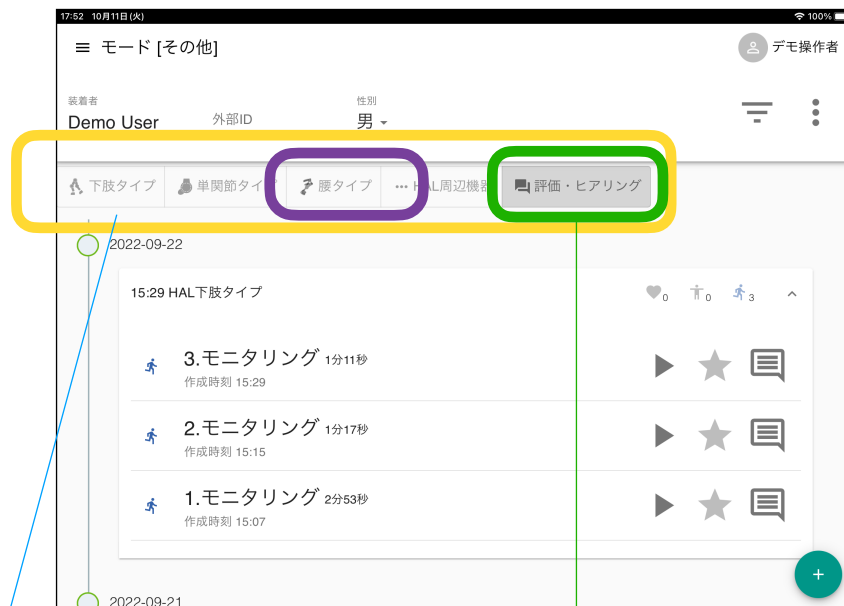 17:52 10月11日(火) 100%
モード [その他] デモ操作者
装着者 性別
Demo User 外部ID 男
下肢タイプ 単関節タイ 腰タイプ HAL周辺機器 評価・ヒアリング
2022-09-22
15:29 HAL下肢タイプ 0 0 3
3.モニタリング 1分11秒
作成時刻 15:29
2.モニタリング 1分17秒
作成時刻 15:15
1.モニタリング 2分53秒
作成時刻 15:07
2022-09-21